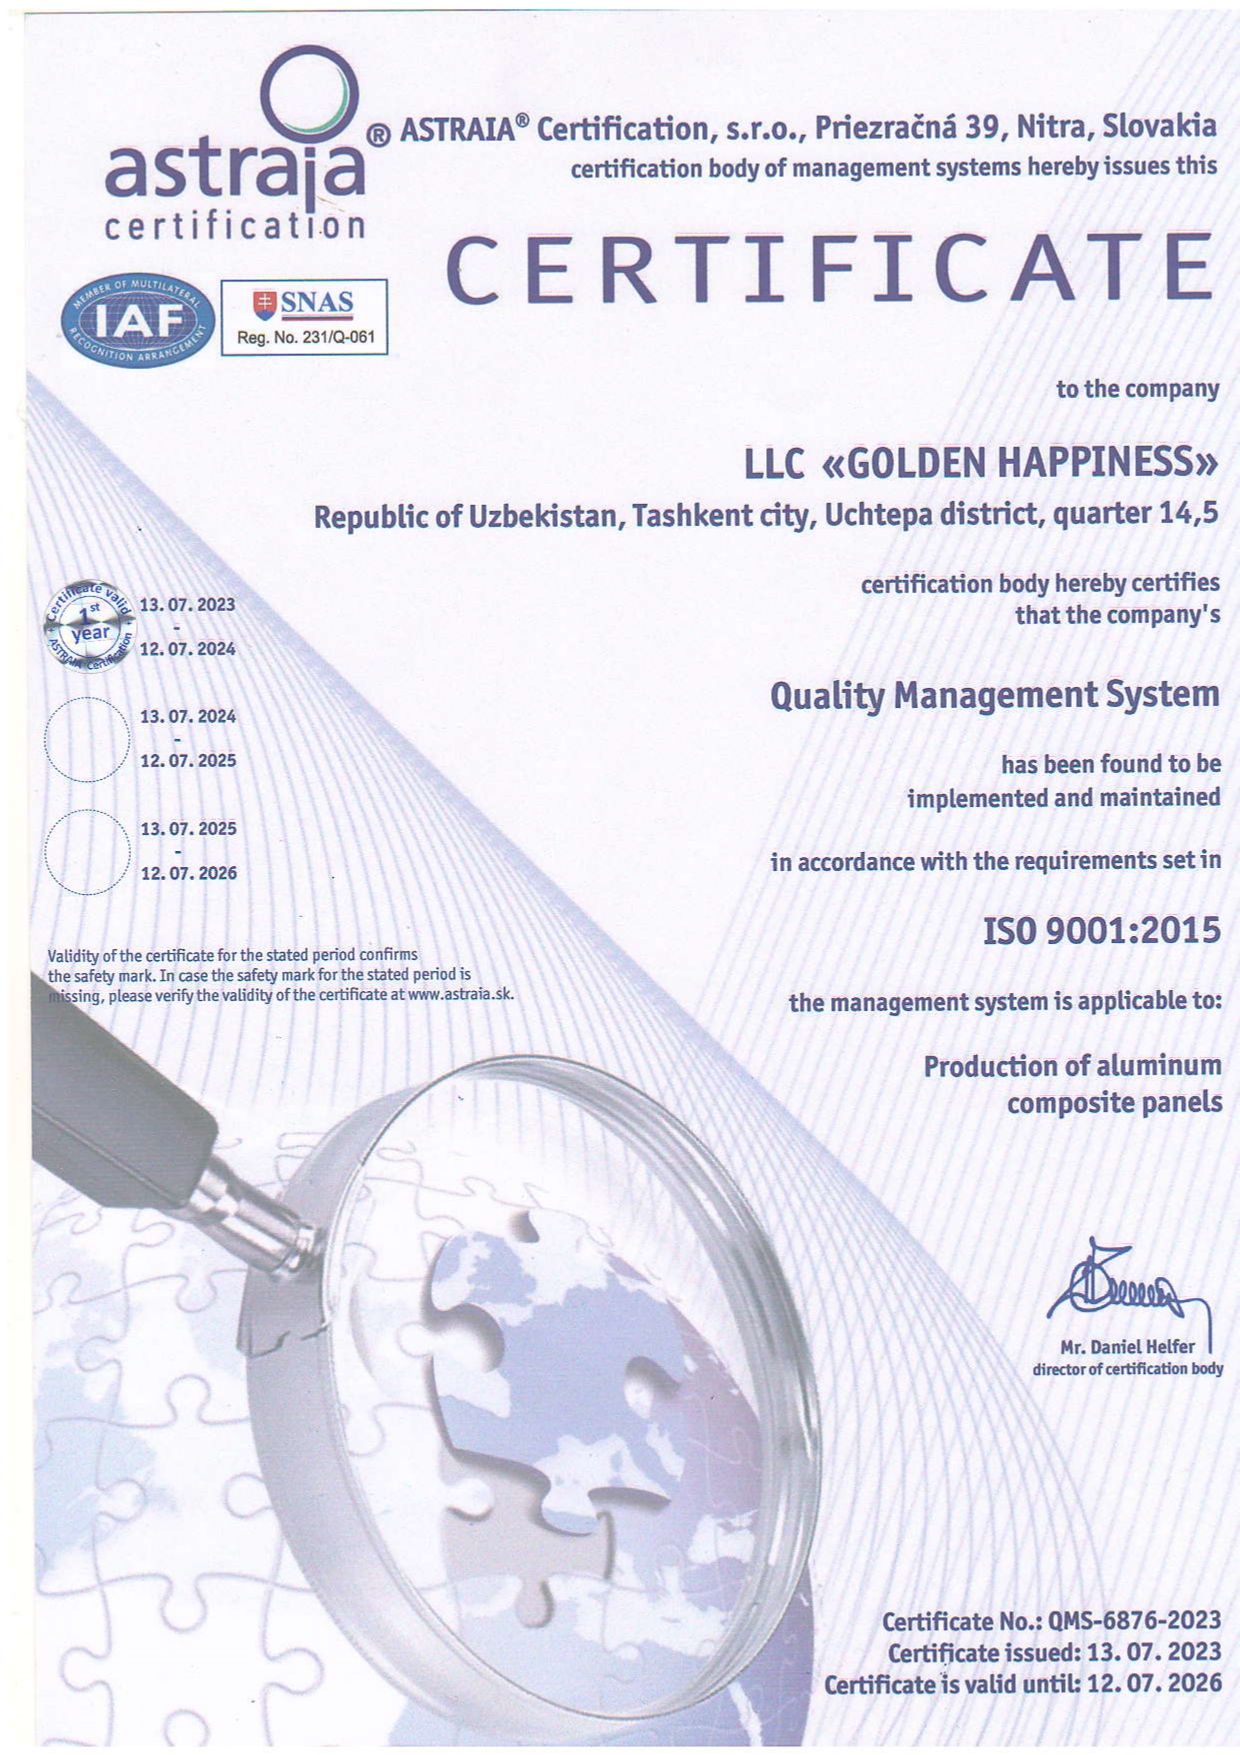 astraia
certification
®
ASTRAIA® Certification, s.r.o., Priezračná 39, Nitra, Slovakia
certification body of management systems hereby issues this
CERTIFICATE
MEMBER OF MULTILATERAL
IAF
RECOGNITION ARRANGEMENT
SNAS
Reg. No. 231/Q-061
to the company
LLC «GOLDEN HAPPINESS»
Republic of Uzbekistan, Tashkent city, Uchtepa district, quarter 14,5
certification body hereby certifies
that the company's
Certificate valid
1st
year
ASTRAIA Certification
13. 07. 2023
-
12. 07. 2024
Quality Management System
13. 07. 2024
-
12. 07. 2025
has been found to be
implemented and maintained
13. 07. 2025
-
12. 07. 2026
in accordance with the requirements set in
ISO 9001:2015
Validity of the certificate for the stated period confirms
the safety mark. In case the safety mark for the stated period is
missing, please verify the validity of the certificate at www.astraia.sk.
the management system is applicable to:
Production of aluminum
composite panels
Mr. Daniel Helfer
director of certification body
Certificate No.: QMS-6876-2023
Certificate issued: 13. 07. 2023
Certificate is valid until: 12. 07. 2026